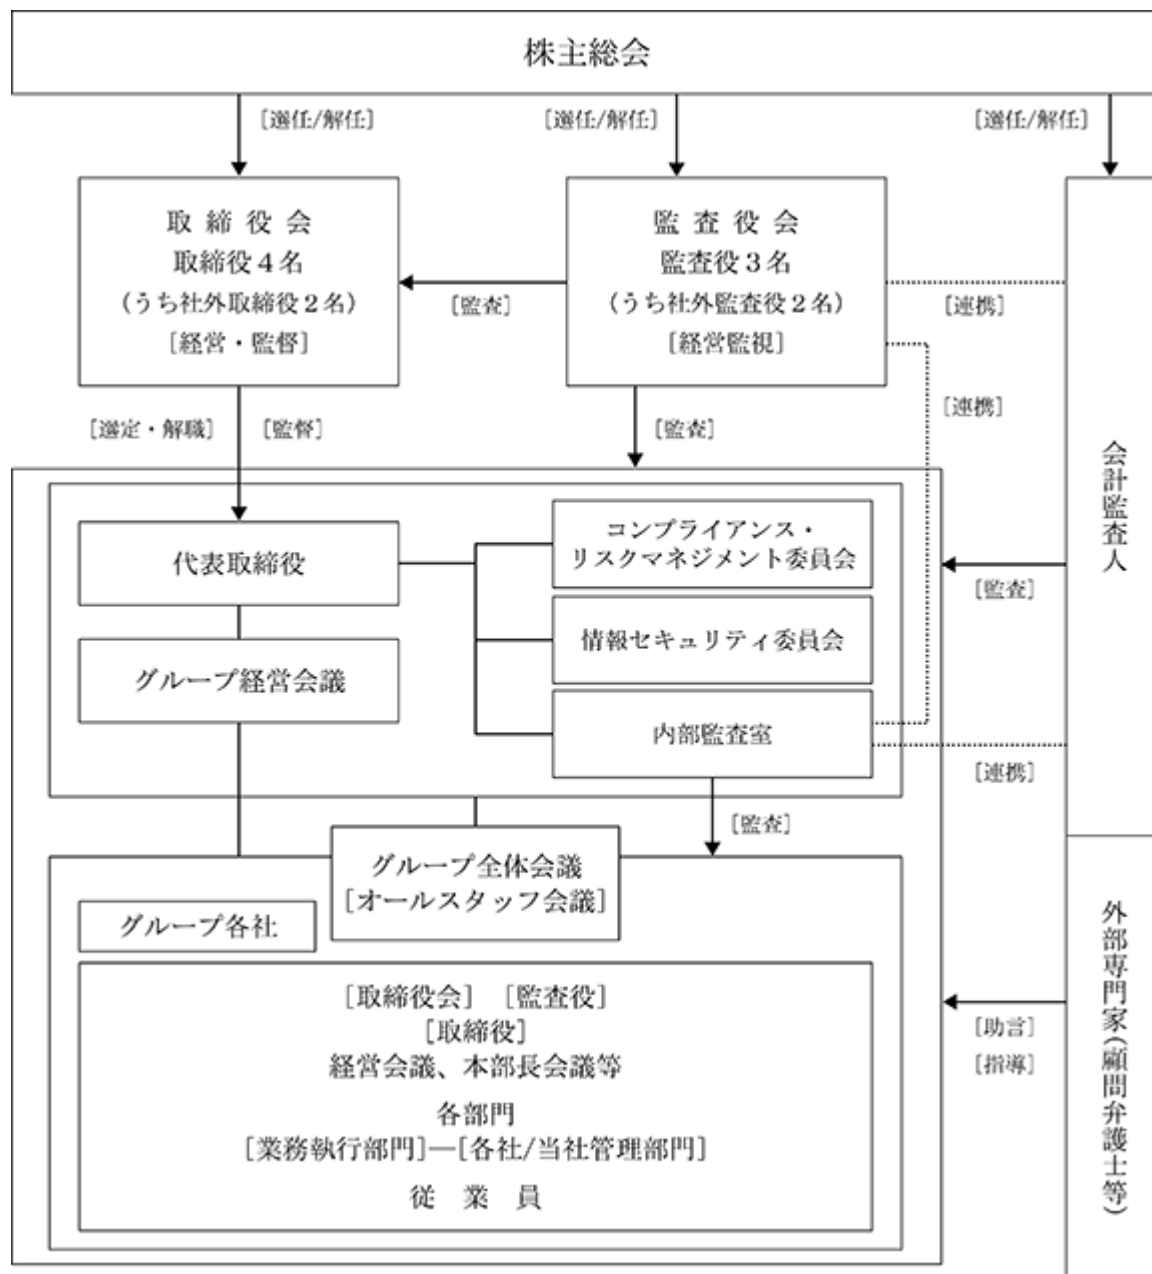 株主総会
［選任/解任］
［選任/解任］
［選任/解任］
取締役会
取締役４名
（うち社外取締役２名）
［経営・監督］
監査役会
監査役３名
（うち社外監査役２名）
［経営監視］
［監査］
［連携］
［連携］
［選定・解職］
［監督］
［監査］
会計監査人
代表取締役
コンプライアンス・
リスクマネジメント委員会
［監査］
情報セキュリティ委員会
グループ経営会議
内部監査室
［連携］
［監査］
グループ全体会議
［オールスタッフ会議］
グループ各社
外部専門家（顧問弁護士等）
［取締役会］ ［監査役］
［取締役］
［助言］
［指導］
経営会議、本部長会議等
各部門
［業務執行部門］―［各社/当社管理部門］
従業員